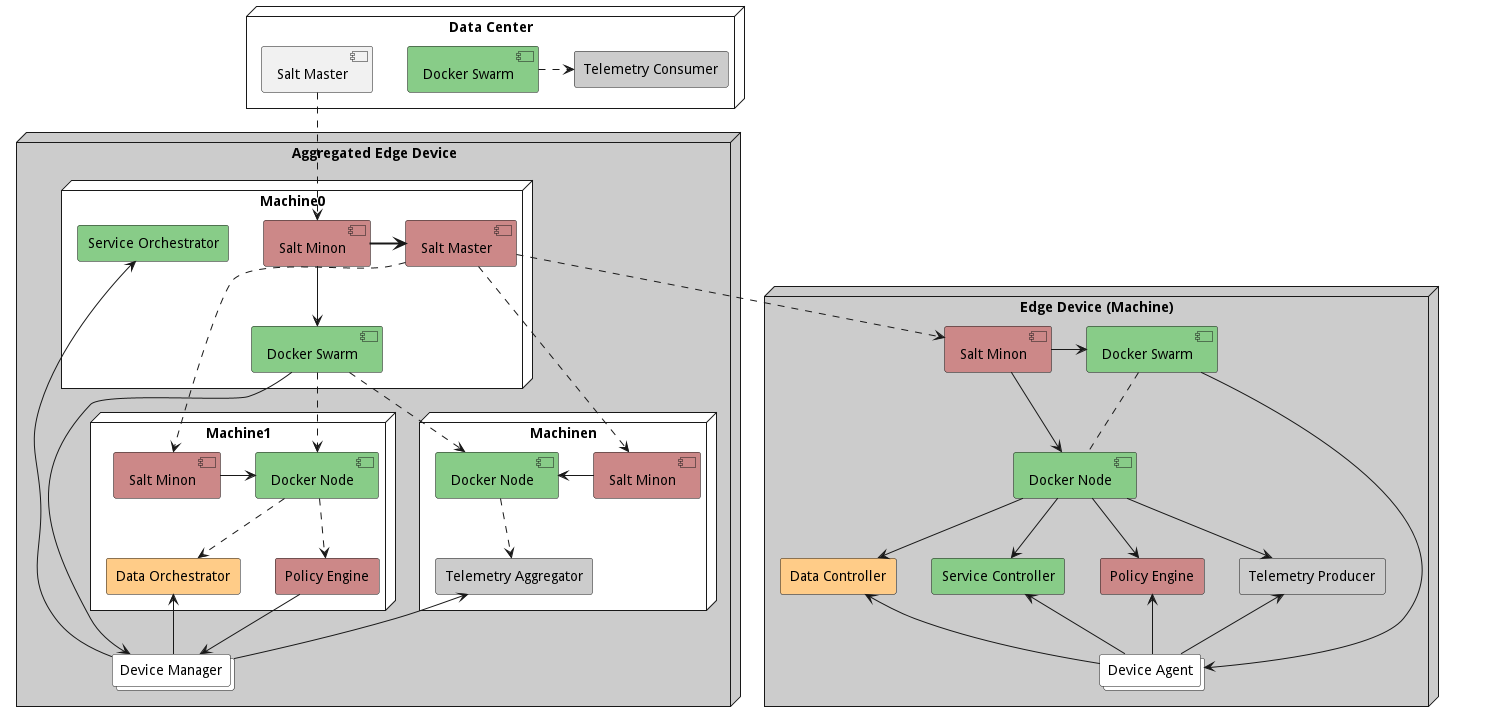 Data Center
Salt Master
Docker Swarm
Telemetry Consumer
Aggregated Edge Device
Machine0
Service Orchestrator
Salt Minon
Salt Master
Docker Swarm
Machine1
Salt Minon
Docker Node
Data Orchestrator
Policy Engine
Machinen
Docker Node
Salt Minon
Telemetry Aggregator
Device Manager
Edge Device (Machine)
Salt Minon
Docker Swarm
Docker Node
Data Controller
Service Controller
Policy Engine
Telemetry Producer
Device Agent